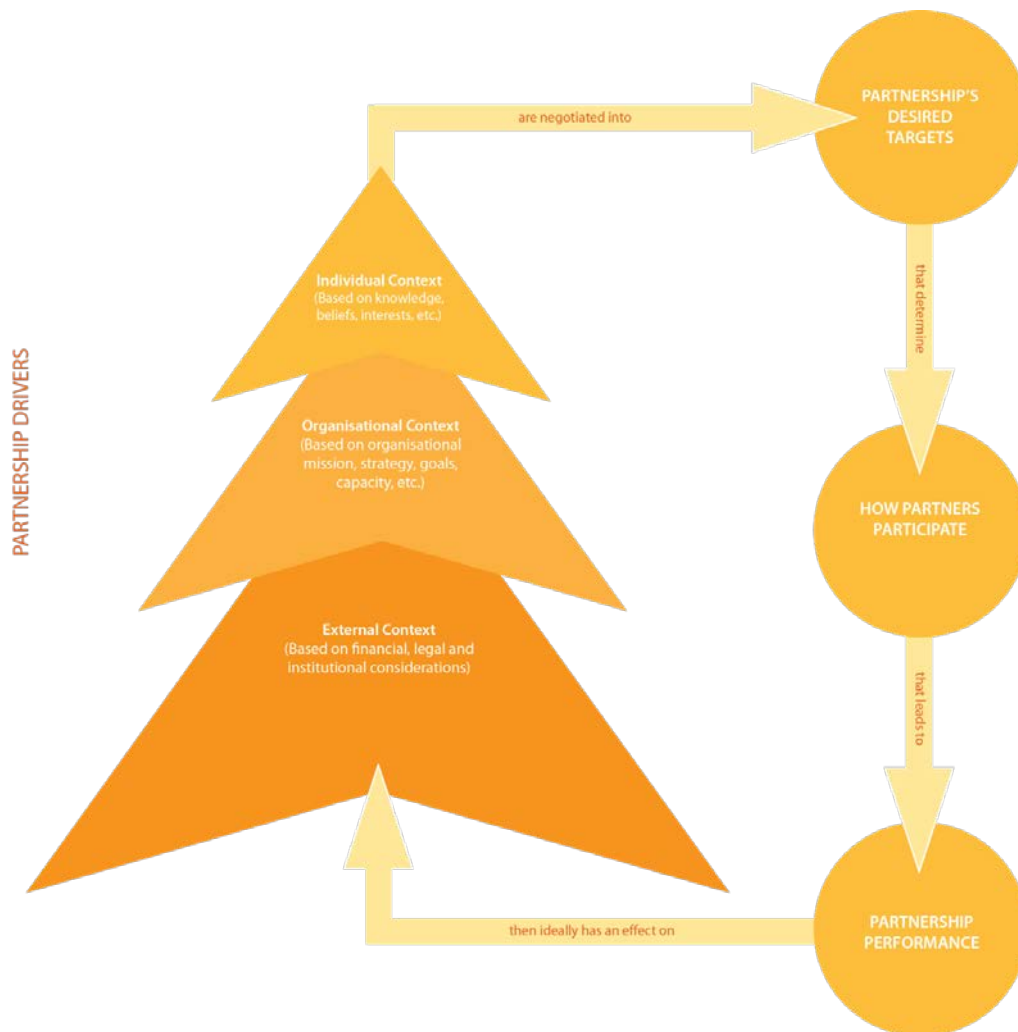 PARTNERSHIP DRIVERS
Individual Context
(Based on knowledge,
beliefs, interests, etc.)
Organisational Context
(Based on organisational
mission, strategy, goals,
capacity, etc.)
External Context
(Based on financial, legal and
institutional considerations)
are negotiated into
PARTNERSHIP'S
DESIRED
TARGETS
that determine
HOW PARTNERS
PARTICIPATE
that leads to
PARTNERSHIP
PERFORMANCE
then ideally has an effect on